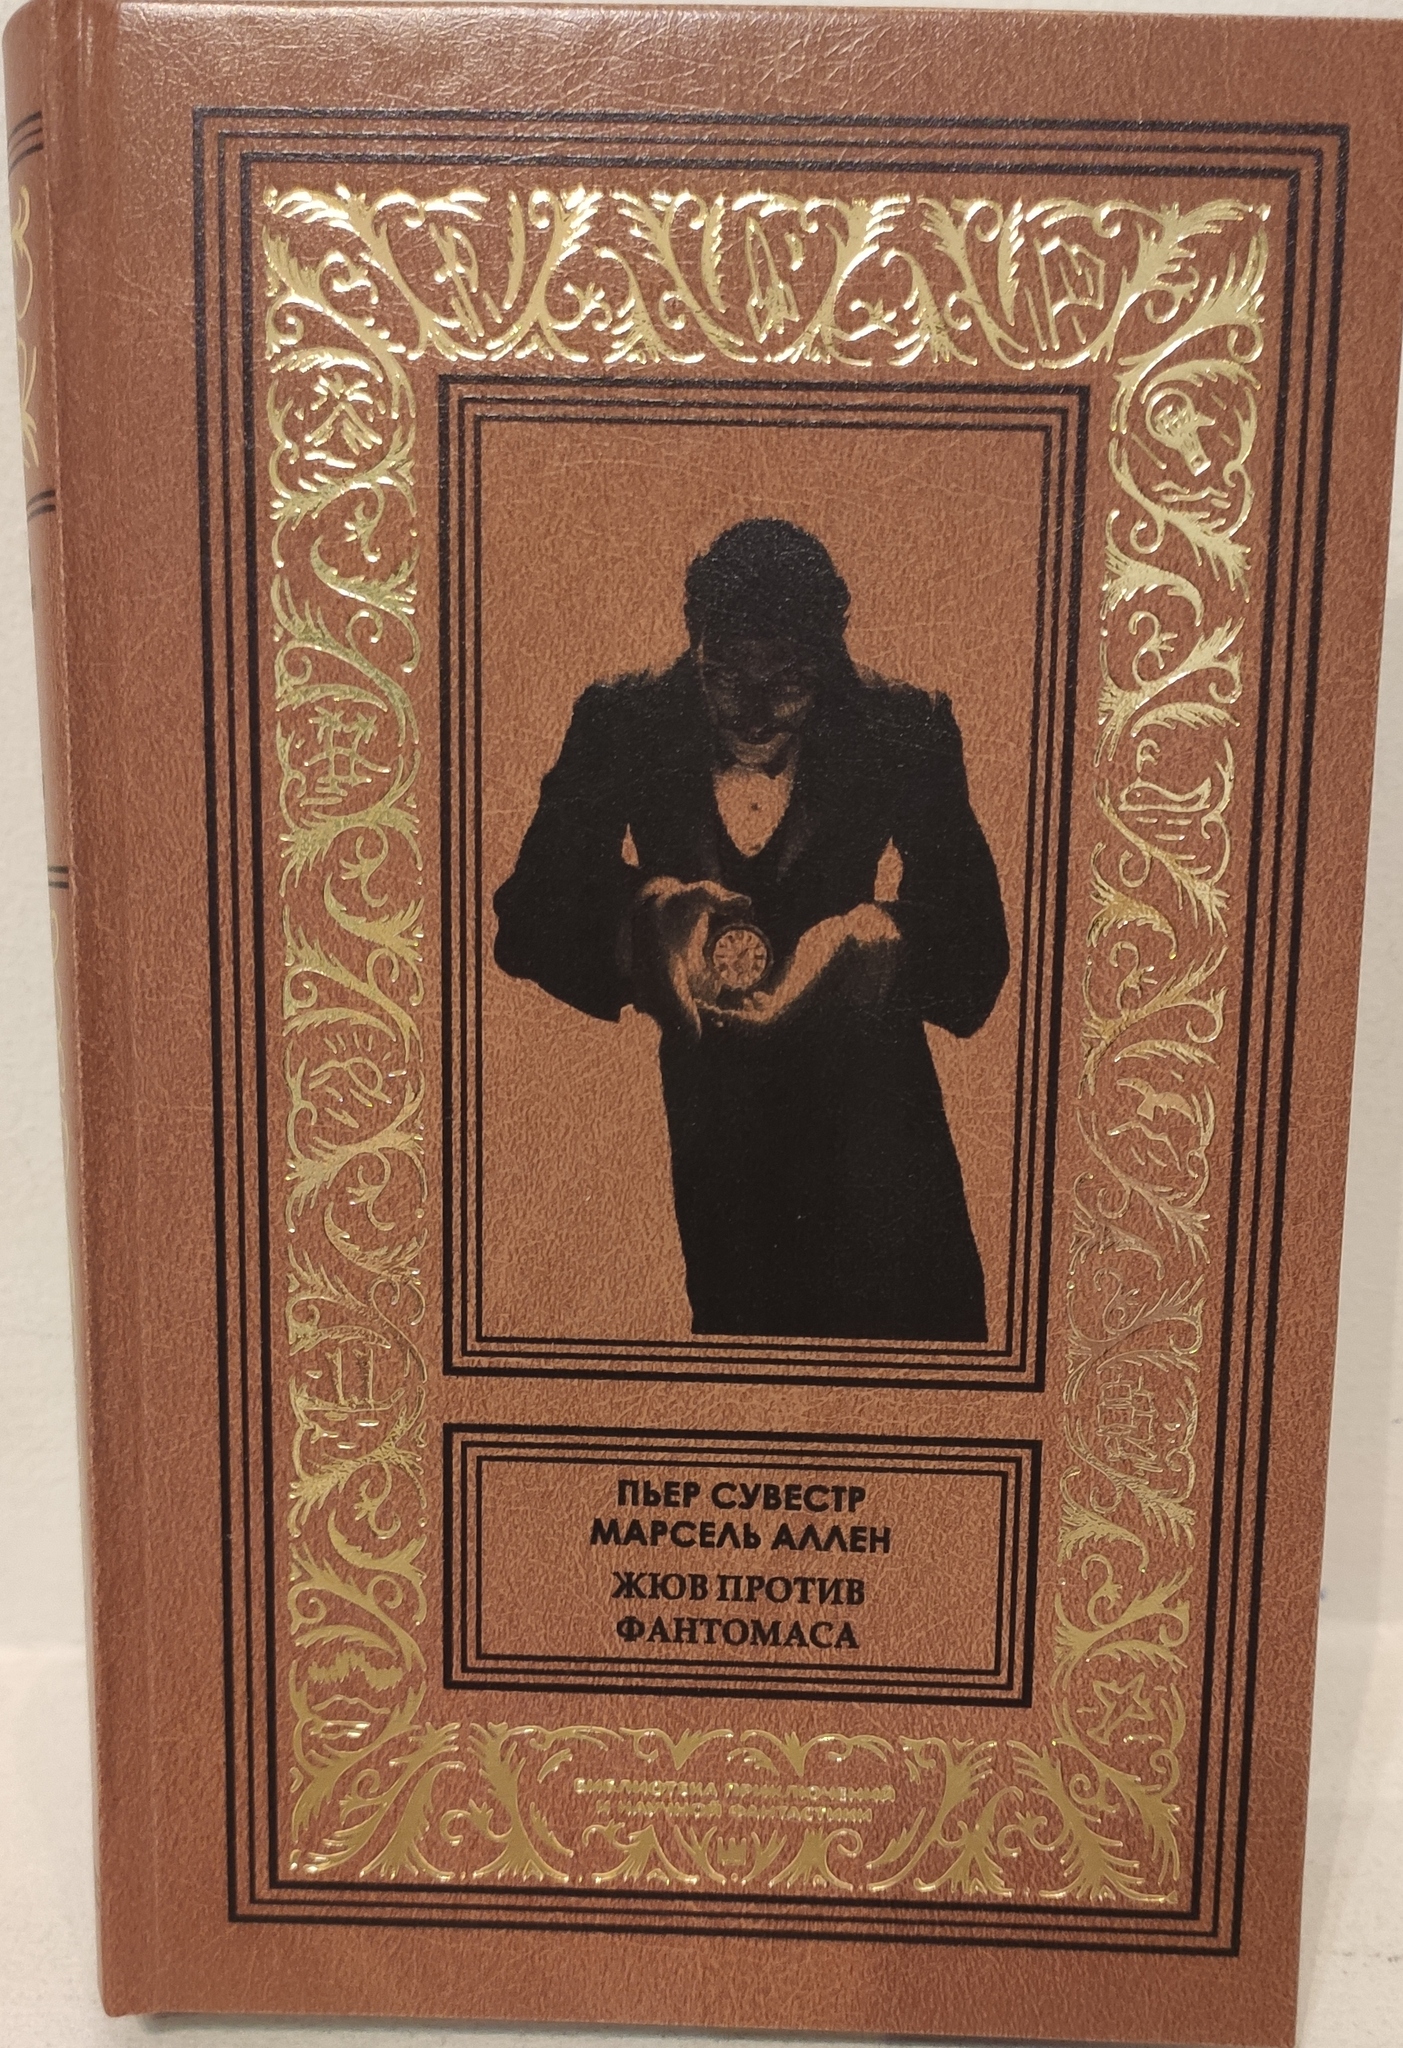 ПЬЕР СУВЕСТР
МАРСЕЛЬ АЛЛЕН
ЖЮВ ПРОТИВ
ФАНТОМАСА
БИБЛИОТЕКА ПРИКЛЮЧЕНИЙ
И НАУЧНОЙ ФАНТАСТИКИ